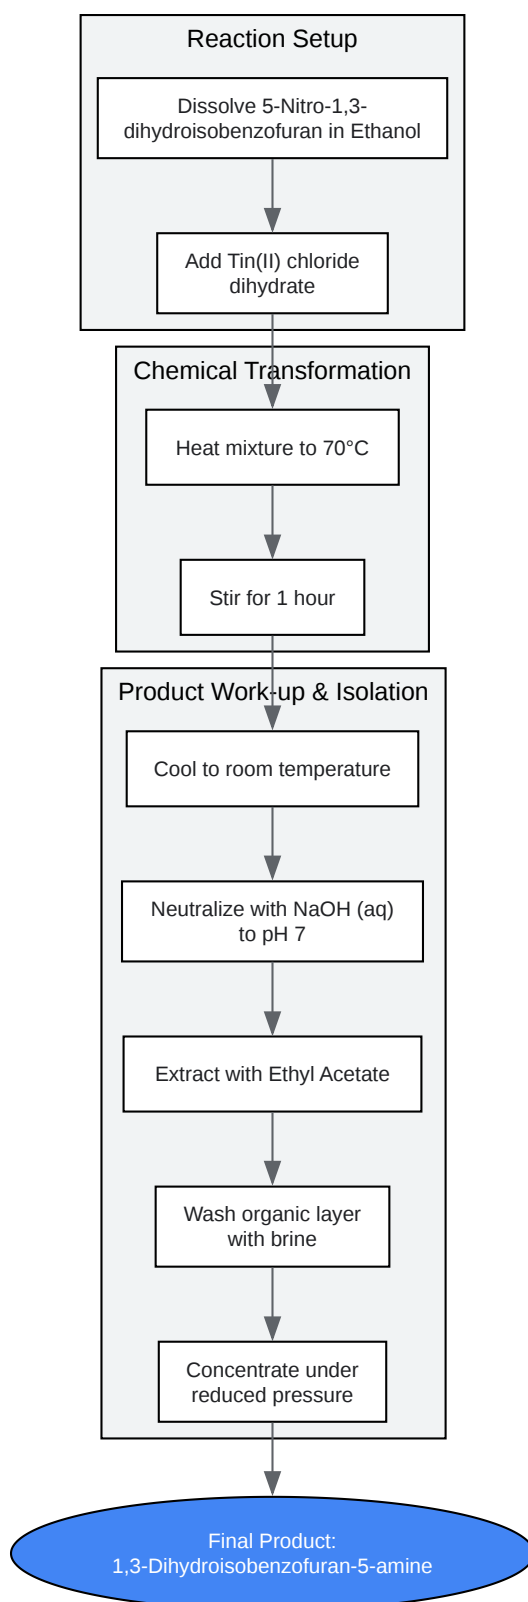 Reaction Setup
Dissolve 5-Nitro-1,3-
dihydroisobenzofuran in Ethanol
Add Tin(II) chloride
dihydrate
Chemical Transformation
Heat mixture to 70°C
Stir for 1 hour
Product Work-up & Isolation
Cool to room temperature
Neutralize with NaOH (aq)
to pH 7
Extract with Ethyl Acetate
Wash organic layer
with brine
Concentrate under
reduced pressure
Final Product:
1,3-Dihydroisobenzofuran-5-amine